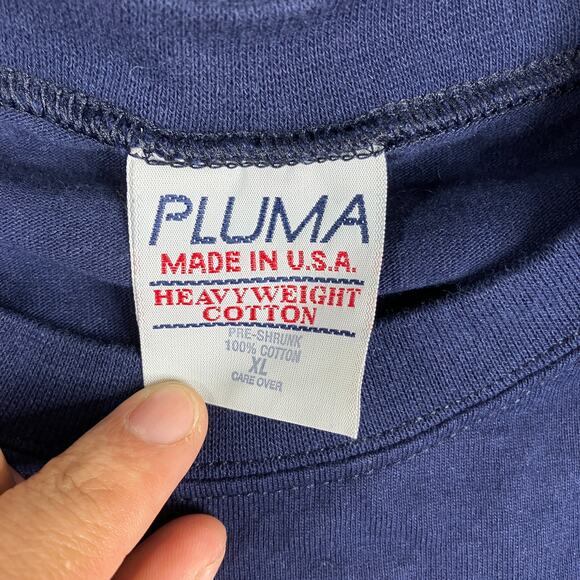 PLUMA
MADE IN U.S.A.
HEAVYWEIGHT
COTTON
PRE-SHRUNK
100% COTTON
XL
CARE OVER